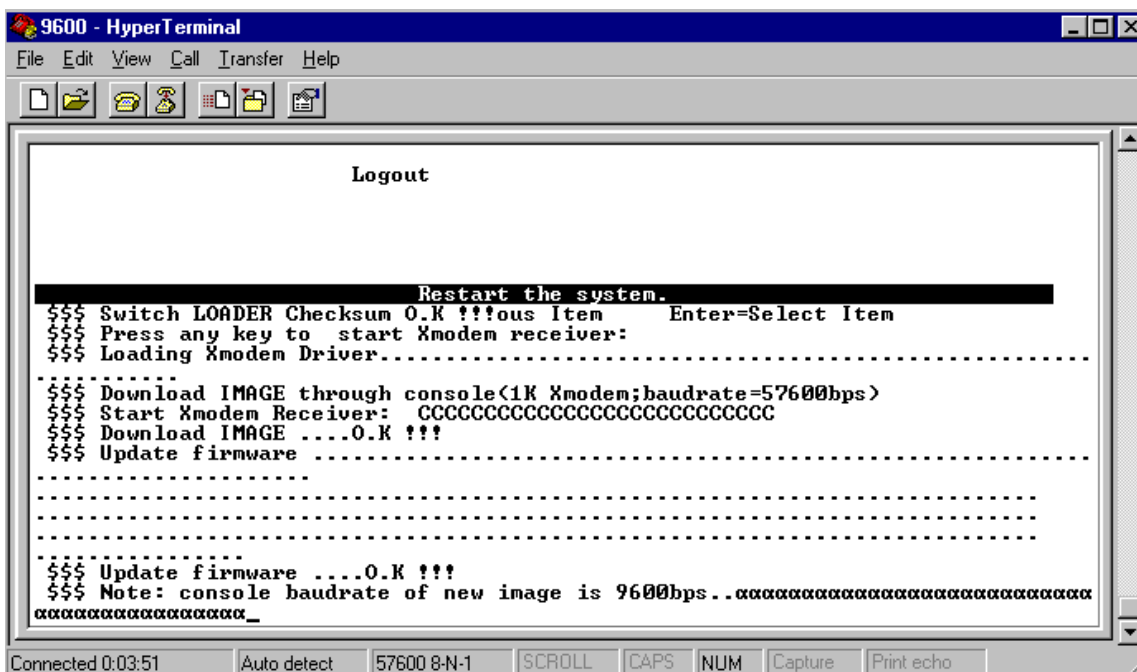 9600 - HyperTerminal
File Edit View Call Transfer Help
Logout
Restart the system.
$$$ Switch LOADER Checksum O.K !!!ous Item Enter=Select Item
$$$ Press any key to start Xmodem receiver:
$$$ Loading Xmodem Driver......................................................
...........
$$$ Download IMAGE through console(1K Xmodem;baudrate=57600bps)
$$$ Start Xmodem Receiver: CCCCCCCCCCCCCCCCCCCCCCCCCCC
$$$ Download IMAGE ....O.K !!!
$$$ Update firmware ...........................................................
.....................
.............................................................................
.............................................................................
.............................................................................
................
$$$ Update firmware ....O.K !!!
$$$ Note: console baudrate of new image is 9600bps..ααααααααααααααααααααααααααα
αααααααααααααααα_
Connected 0:03:51 Auto detect 57600 8-N-1 SCROLL CAPS NUM Capture Print echo